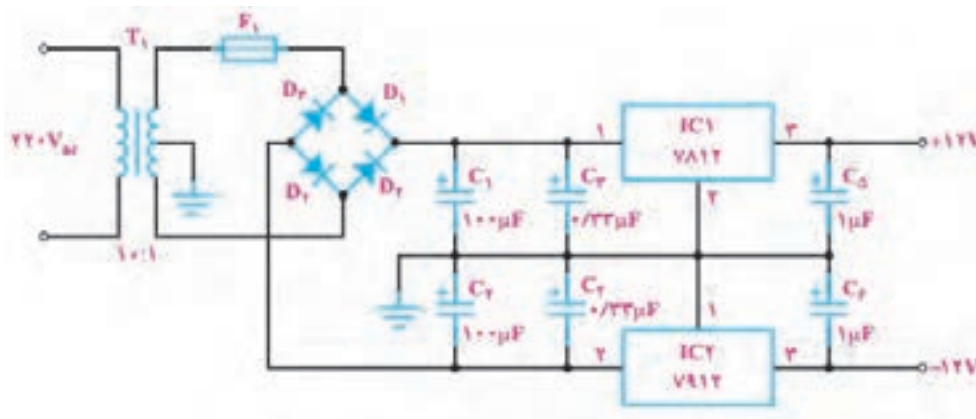 T۱
F۱
۲۲۰Vac
۱۰:۱
D۳
D۱
D۴
D۲
۱
IC۱
۷۸۱۲
۳
+۱۲V
۲
C۱
۱۰۰µF
C۳
۰/۳۳µF
C۵
۱µF
C۲
۱۰۰µF
C۴
۰/۳۳µF
۱
C۶
۱µF
۲
IC۲
۷۹۱۲
۳
-۱۲V